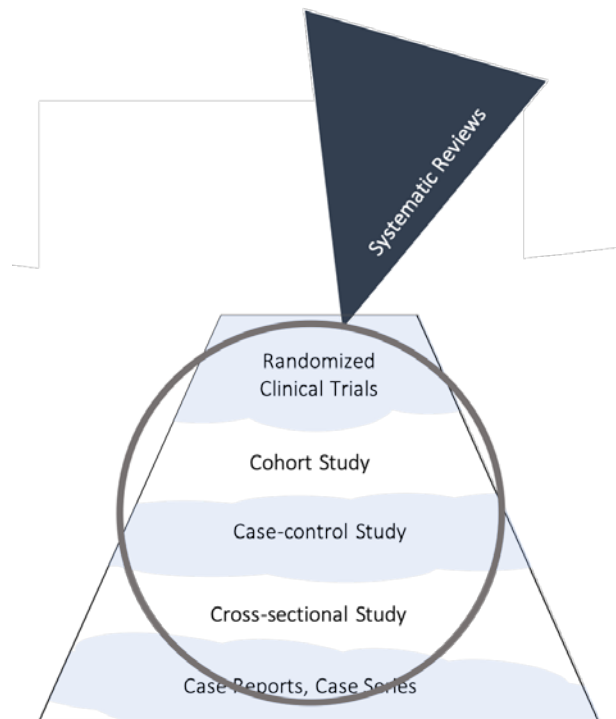 Systematic Reviews
Randomized
Clinical Trials
Cohort Study
Case-control Study
Cross-sectional Study
Case Reports, Case Series